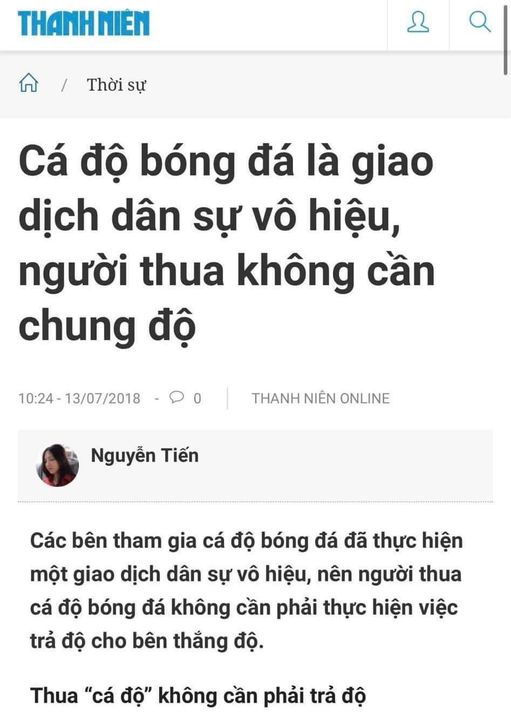 THANH NIÊN
/ Thời sự
Cá độ bóng đá là giao
dịch dân sự vô hiệu,
người thua không cần
chung độ
10:24 - 13/07/2018 - 0 THANH NIÊN ONLINE
Nguyễn Tiến
Các bên tham gia cá độ bóng đá đã thực hiện
một giao dịch dân sự vô hiệu, nên người thua
cá độ bóng đá không cần phải thực hiện việc
trả độ cho bên thắng độ.
Thua “cá độ” không cần phải trả độ